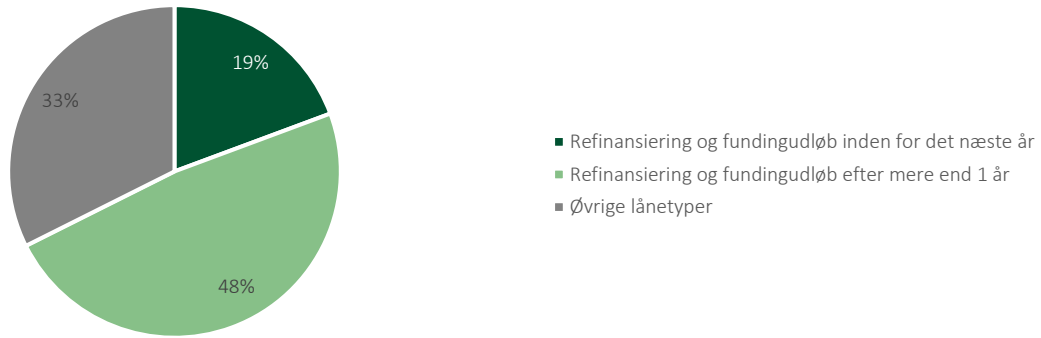 19%
33%
48%
Refinansiering og fundingudløb inden for det næste år
Refinansiering og fundingudløb efter mere end 1 år
Øvrige lånetyper